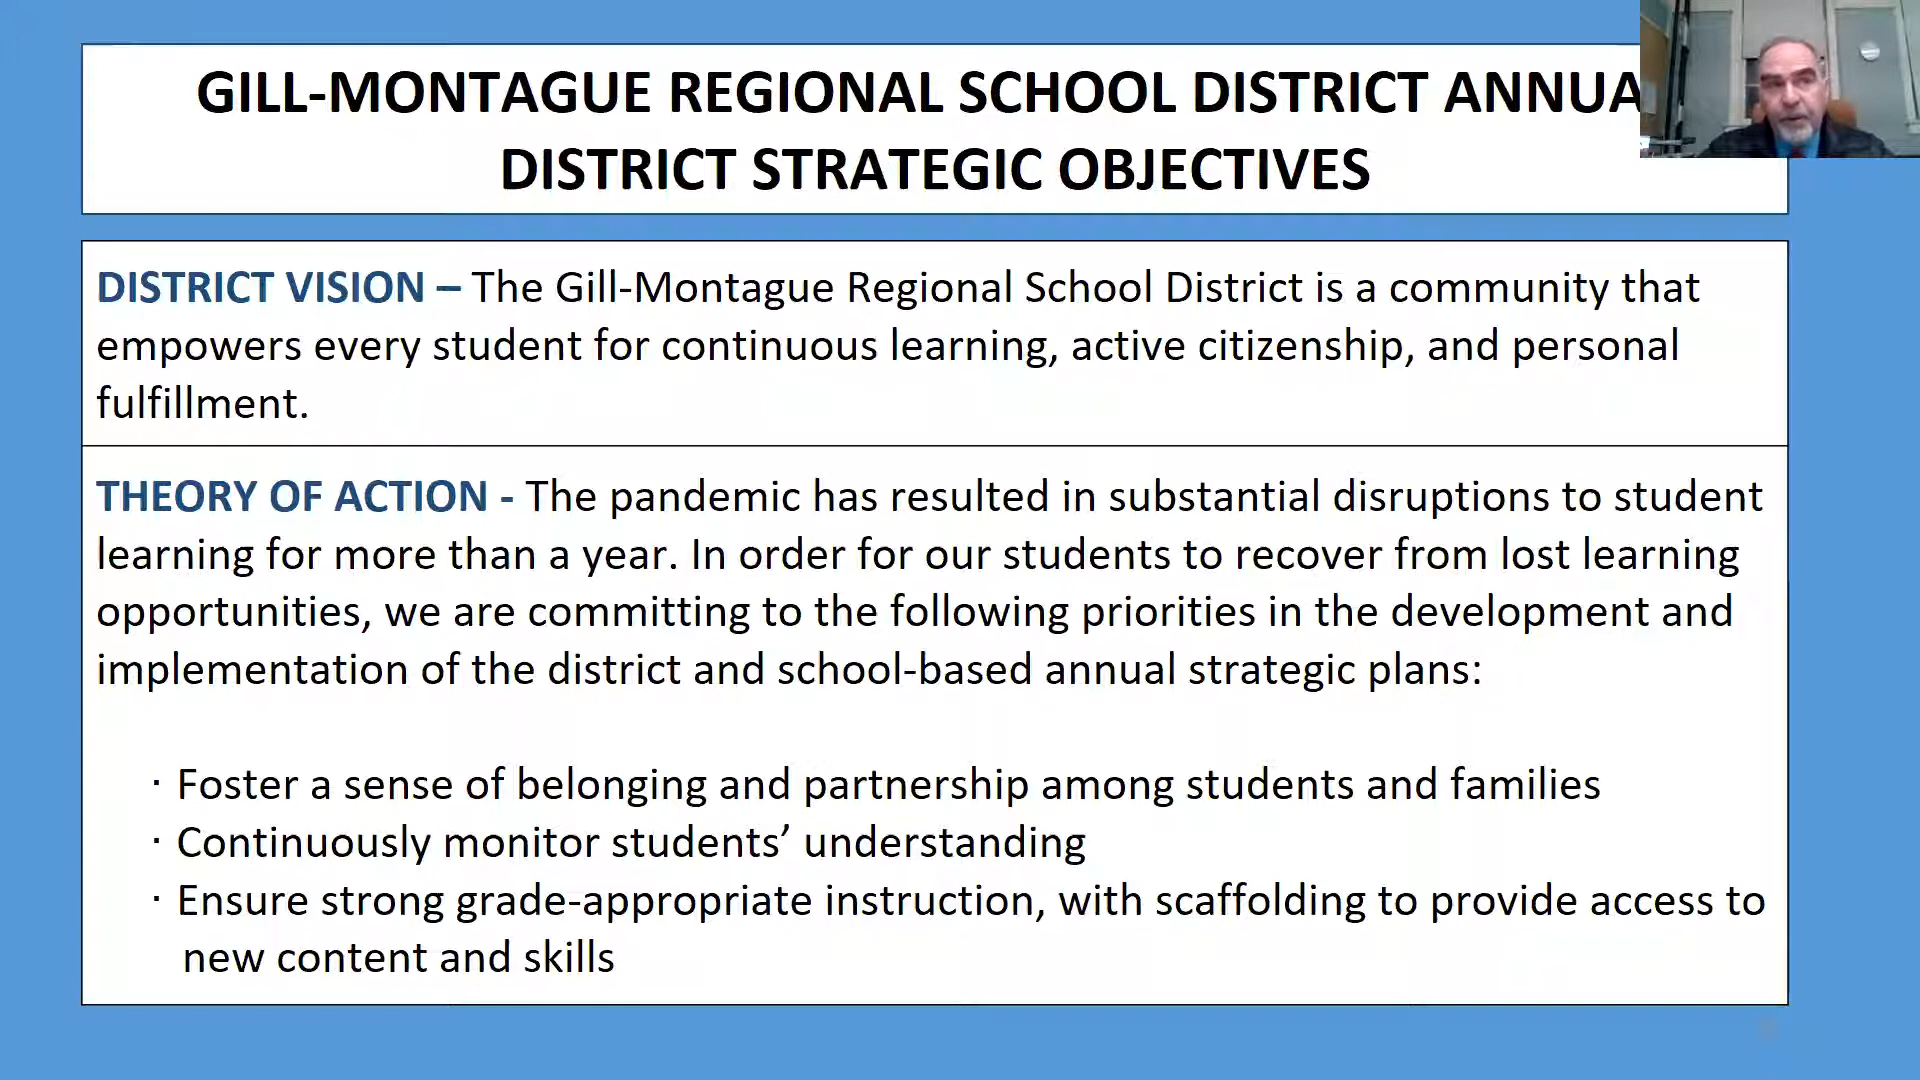 GILL-MONTAGUE REGIONAL SCHOOL DISTRICT ANNUA
DISTRICT STRATEGIC OBJECTIVES
DISTRICT VISION – The Gill-Montague Regional School District is a community that
empowers every student for continuous learning, active citizenship, and personal
fulfillment.
THEORY OF ACTION - The pandemic has resulted in substantial disruptions to student
learning for more than a year. In order for our students to recover from lost learning
opportunities, we are committing to the following priorities in the development and
implementation of the district and school-based annual strategic plans:
· Foster a sense of belonging and partnership among students and families
· Continuously monitor students’ understanding
· Ensure strong grade-appropriate instruction, with scaffolding to provide access to
new content and skills